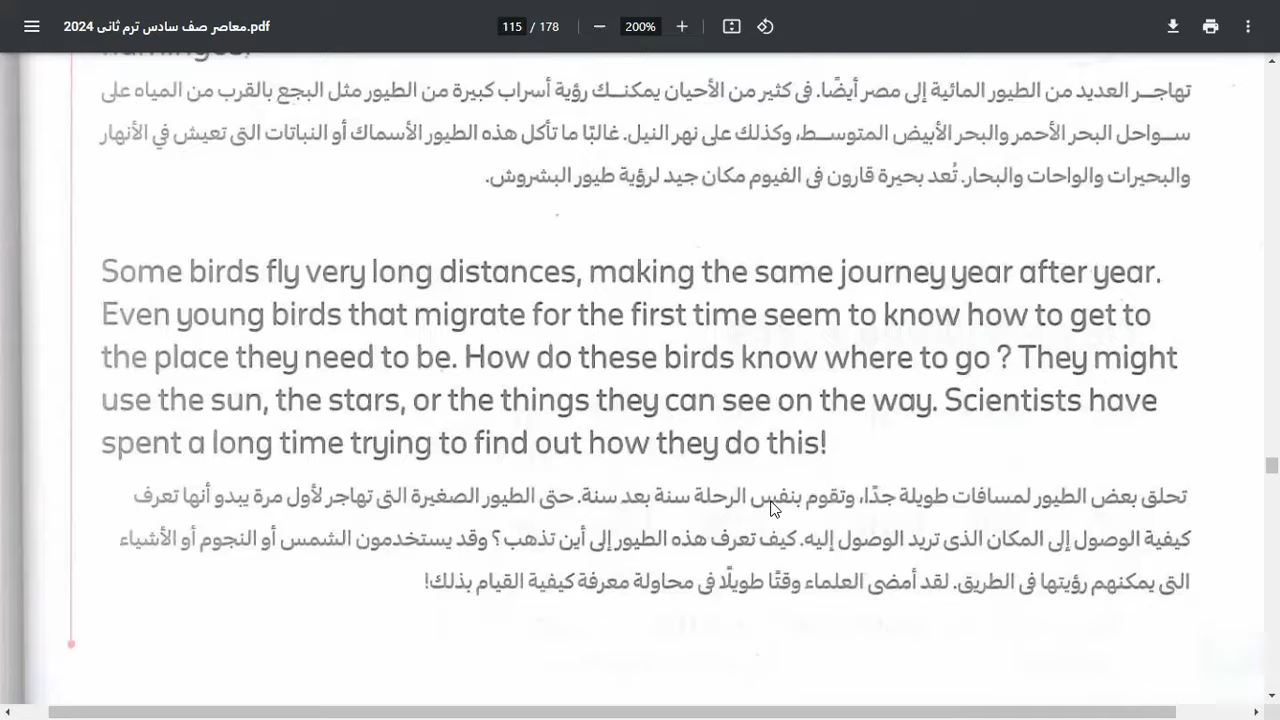 معاصر صف سادس ترم ثانى 2024.pdf
115 / 178
200%
تهاجر العديد من الطيور المائية إلى مصر أيضًا. فى كثير من الأحيان يمكنك رؤية أسراب كبيرة من الطيور مثل البجع بالقرب من المياه على
سواحل البحر الأحمر والبحر الأبيض المتوسط، وكذلك على نهر النيل. غالبًا ما تأكل هذه الطيور الأسماك أو النباتات التى تعيش في الأنهار
والبحيرات والواحات والبحار. تُعد بحيرة قارون فى الفيوم مكان جيد لرؤية طيور البشروش.
Some birds fly very long distances, making the same journey year after year.
Even young birds that migrate for the first time seem to know how to get to
the place they need to be. How do these birds know where to go ? They might
use the sun, the stars, or the things they can see on the way. Scientists have
spent a long time trying to find out how they do this!
تحلق بعض الطيور لمسافات طويلة جدًا، وتقوم بنفس الرحلة سنة بعد سنة. حتى الطيور الصغيرة التى تهاجر لأول مرة يبدو أنها تعرف
كيفية الوصول إلى المكان الذى تريد الوصول إليه. كيف تعرف هذه الطيور إلى أين تذهب؟ وقد يستخدمون الشمس أو النجوم أو الأشياء
التى يمكنهم رؤيتها فى الطريق. لقد أمضى العلماء وقتًا طويلًا فى محاولة معرفة كيفية القيام بذلك!